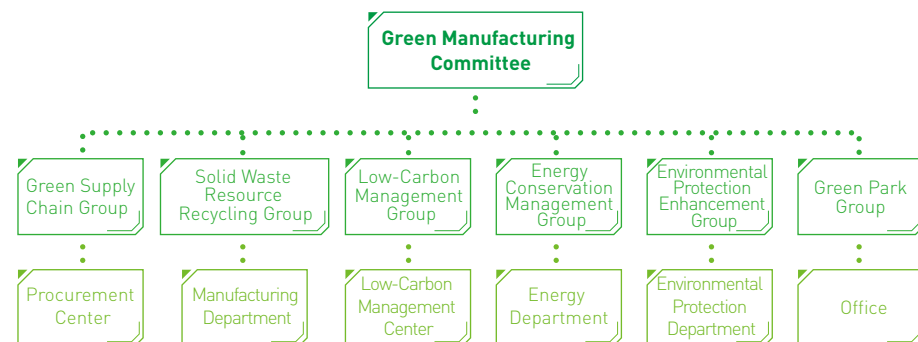 Green Manufacturing
Committee
Green Supply
Chain Group
Solid Waste
Resource
Recycling Group
Low-Carbon
Management
Group
Energy
Conservation
Management
Group
Environmental
Protection
Enhancement
Group
Green Park
Group
Procurement
Center
Manufacturing
Department
Low-Carbon
Management
Center
Energy
Department
Environmental
Protection
Department
Office